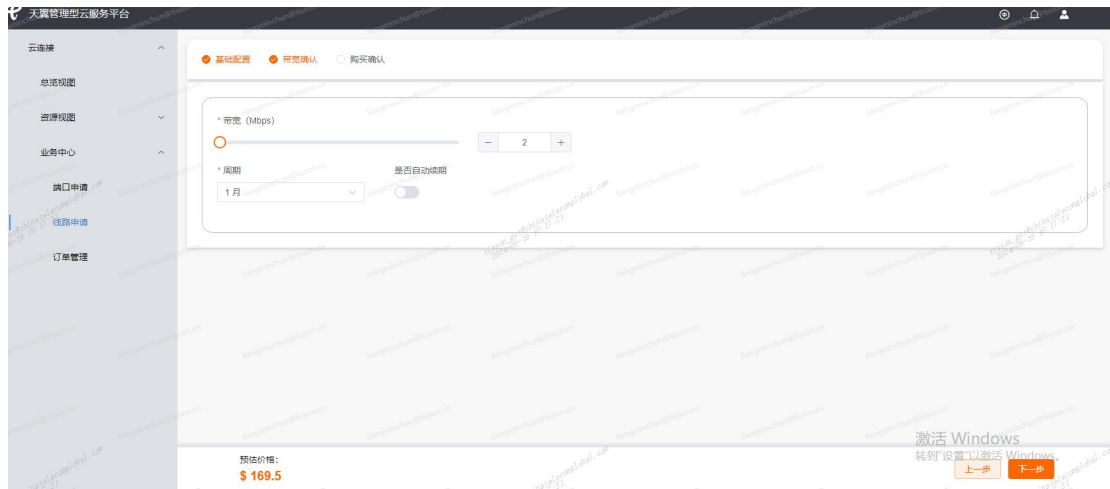 天翼管理型云服务平台
云连接
总览视图
资源视图
业务中心
端口申请
线路申请
订单管理
基础配置 带宽确认 购买确认
* 带宽（Mbps）
2
* 周期 是否自动续期
1 月
预估价格:
$ 169.5
激活 Windows
转到"设置"以激活 Windows。
上一步 下一步